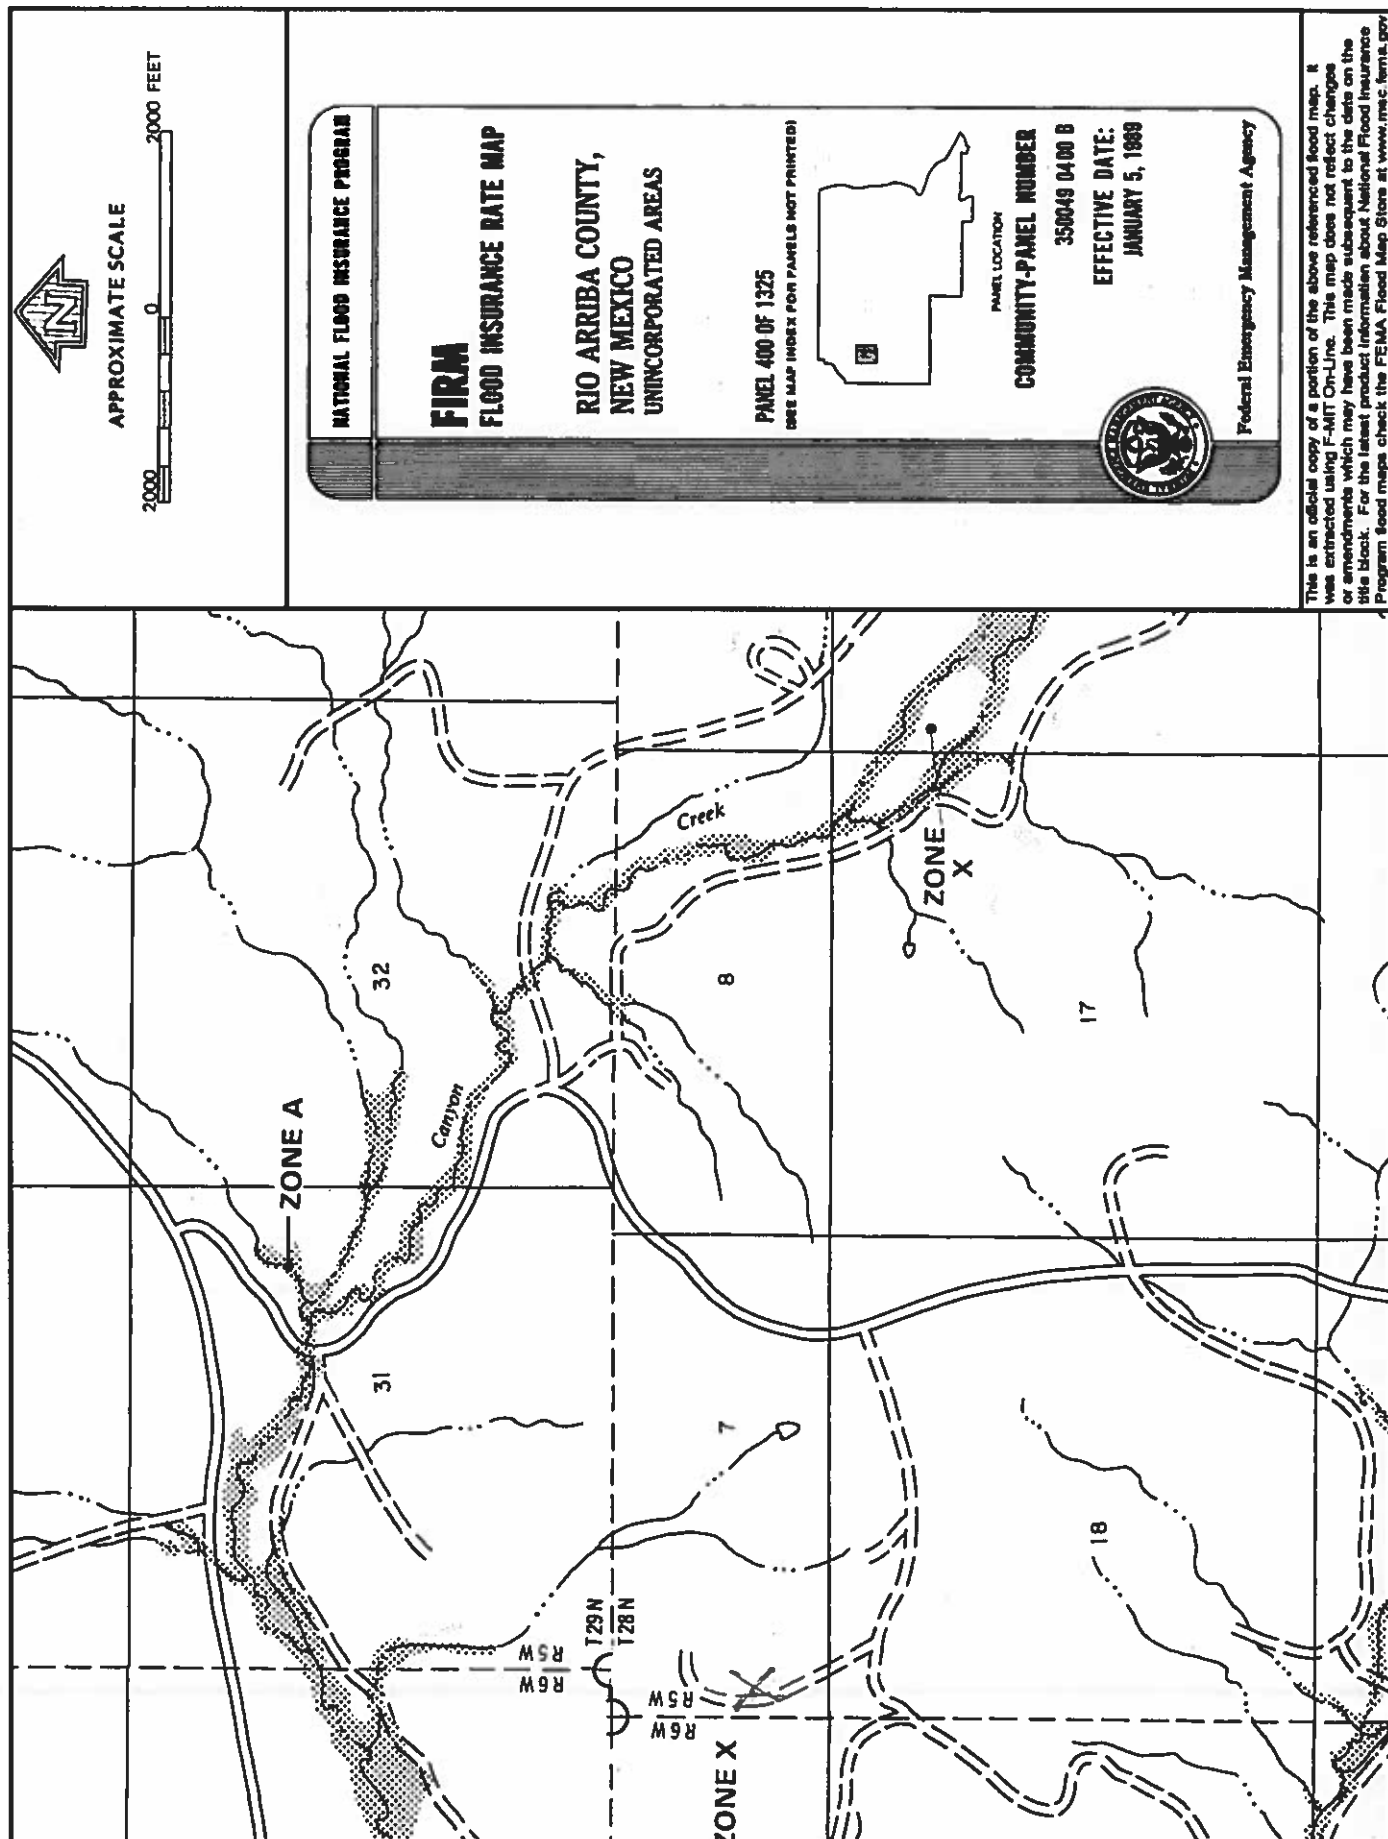 APPROXIMATE SCALE
2000 0 2000 FEET
N
NATIONAL FLOOD INSURANCE PROGRAM
FIRM
FLOOD INSURANCE RATE MAP
RIO ARRIBA COUNTY,
NEW MEXICO
UNINCORPORATED AREAS
PANEL 400 OF 1325
(SEE MAP INDEX FOR PANELS NOT PRINTED)
PANEL LOCATION
COMMUNITY-PANEL NUMBER
350049 0400 B
EFFECTIVE DATE:
JANUARY 5, 1989
Federal Emergency Management Agency
This is an official copy of a portion of the above referenced flood map. It
was extracted using F-MIT On-Line. This map does not reflect changes
or amendments which may have been made subsequent to the date on the
title block. For the latest product information about National Flood Insurance
Program flood maps check the FEMA Flood Map Store at www.msc.fema.gov
32
ZONE A
Canyon
Creek
31
8
ZONE
X
17
7
18
T29N
T28N
R5W
R6W
R5W
R6W
ZONE X